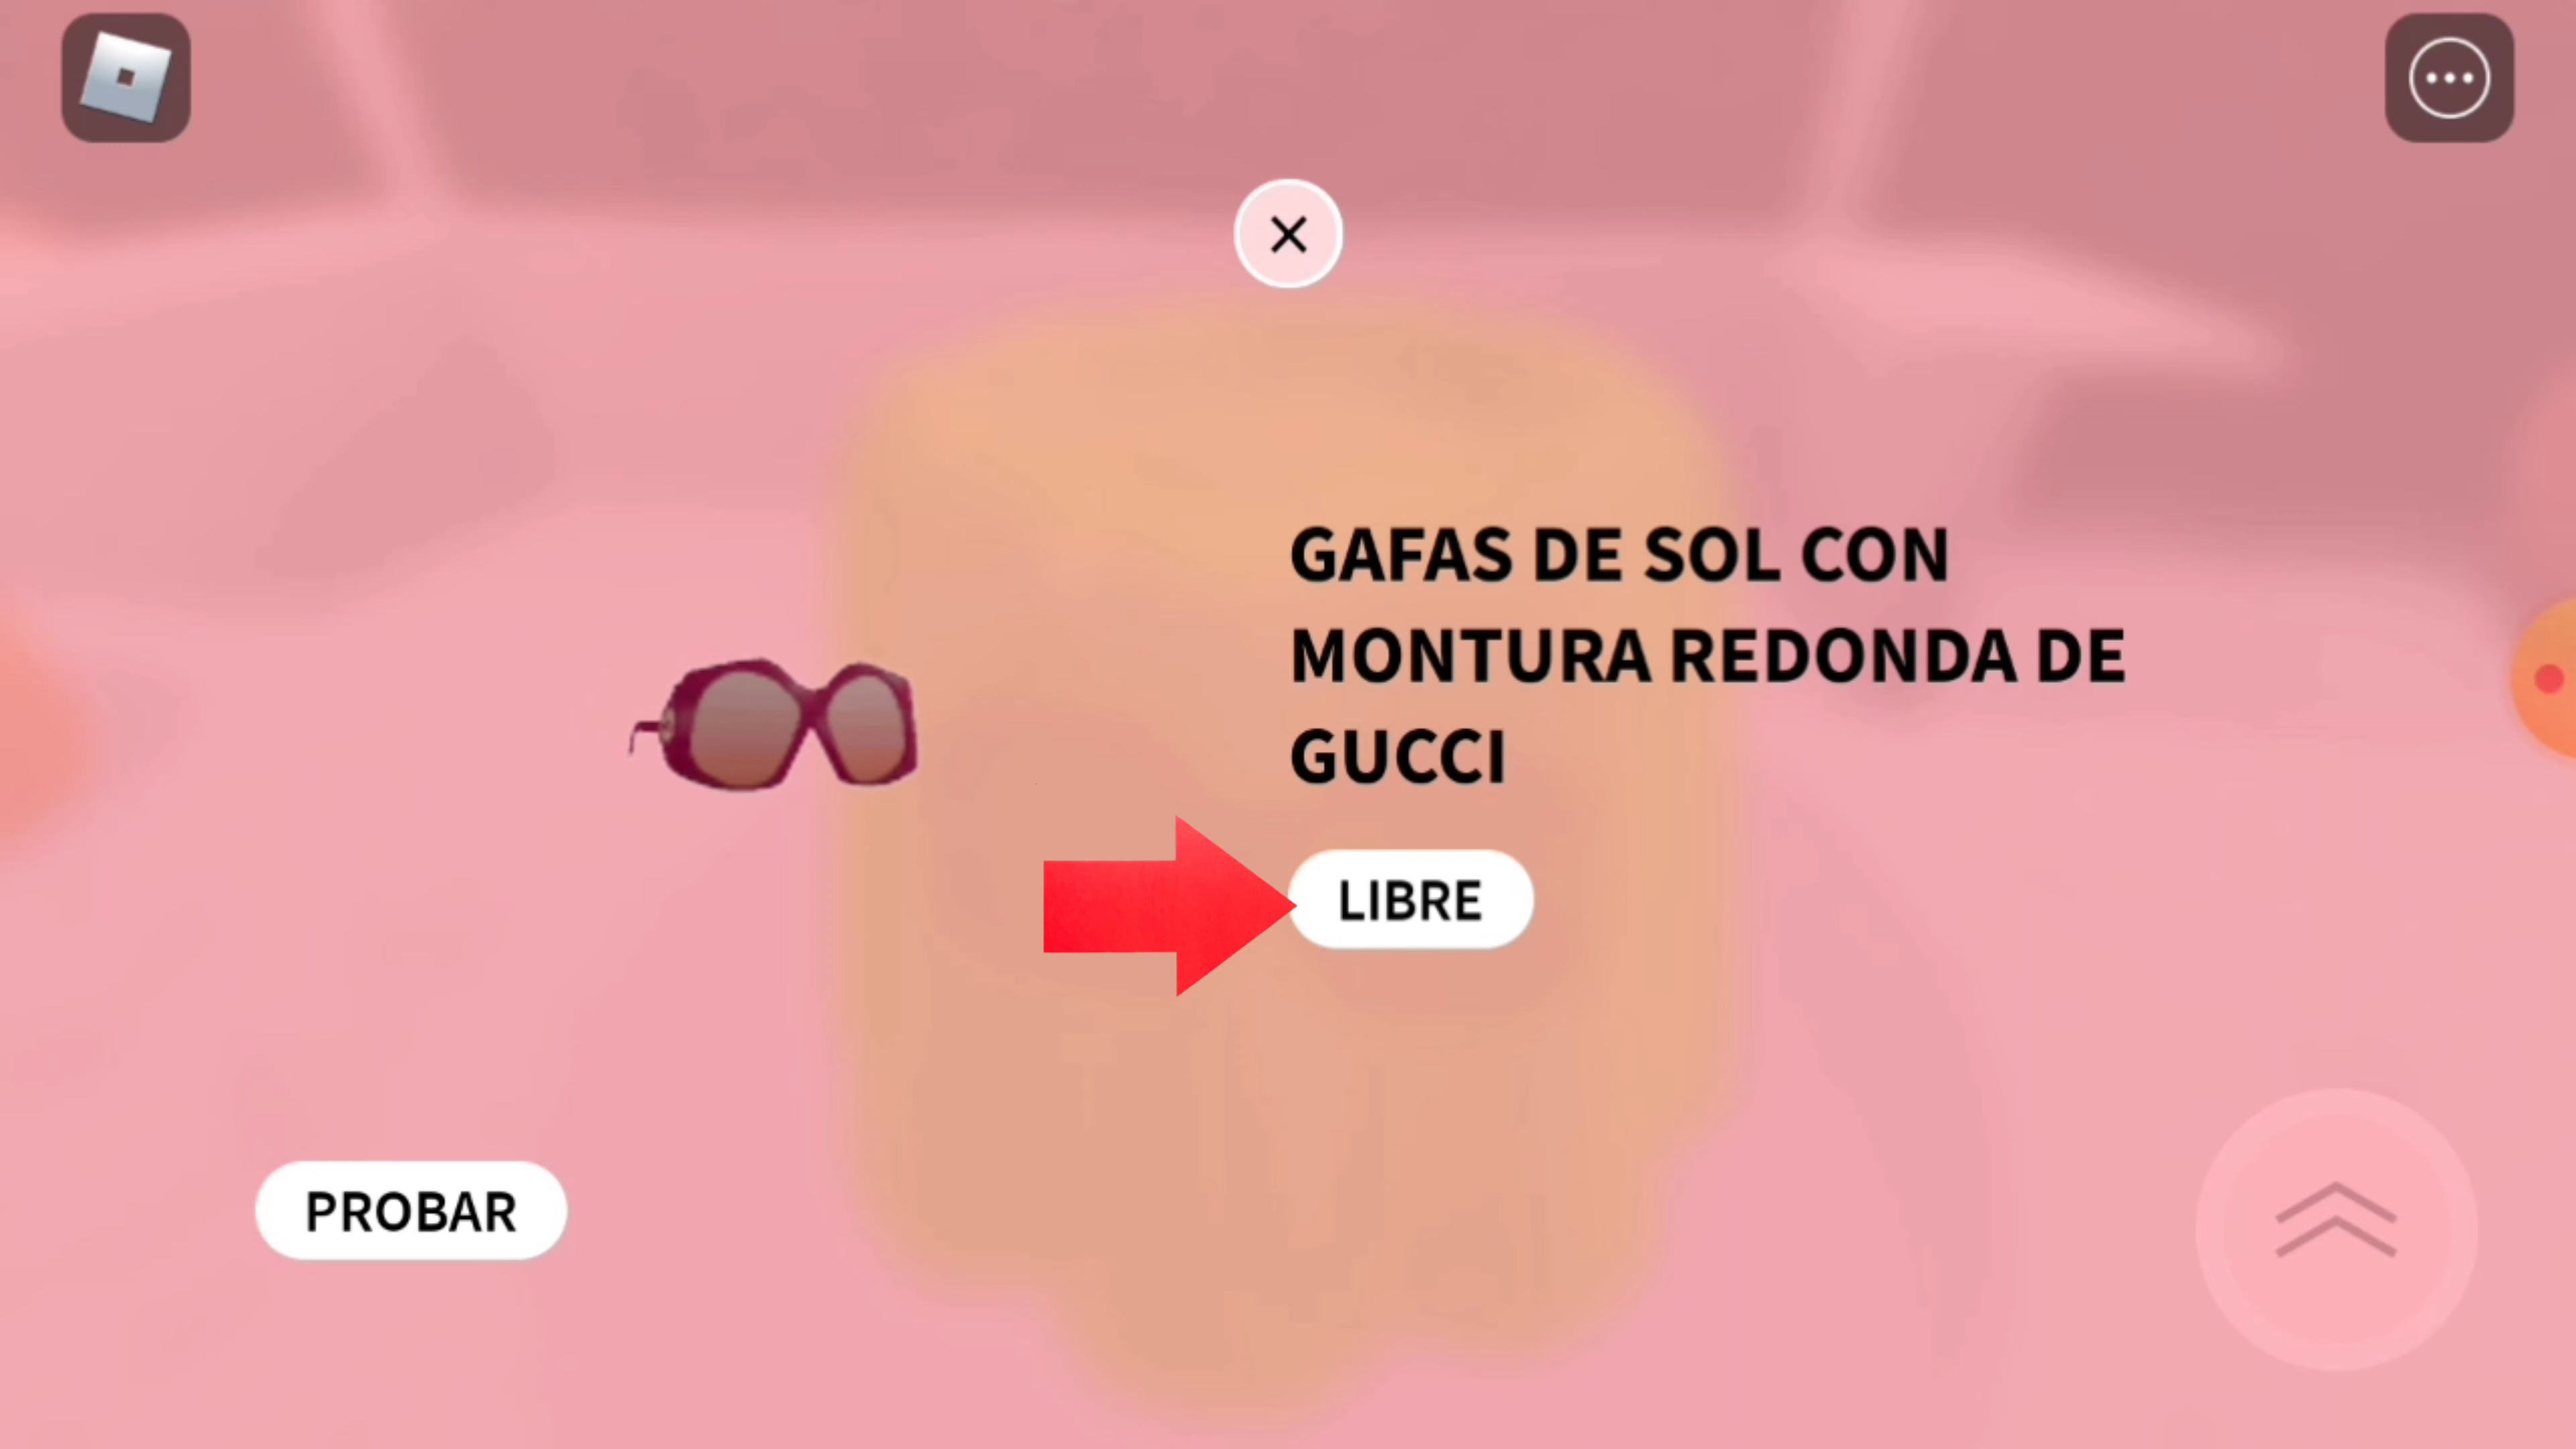 GAFAS DE SOL CON
MONTURA REDONDA DE
GUCCI
LIBRE
PROBAR